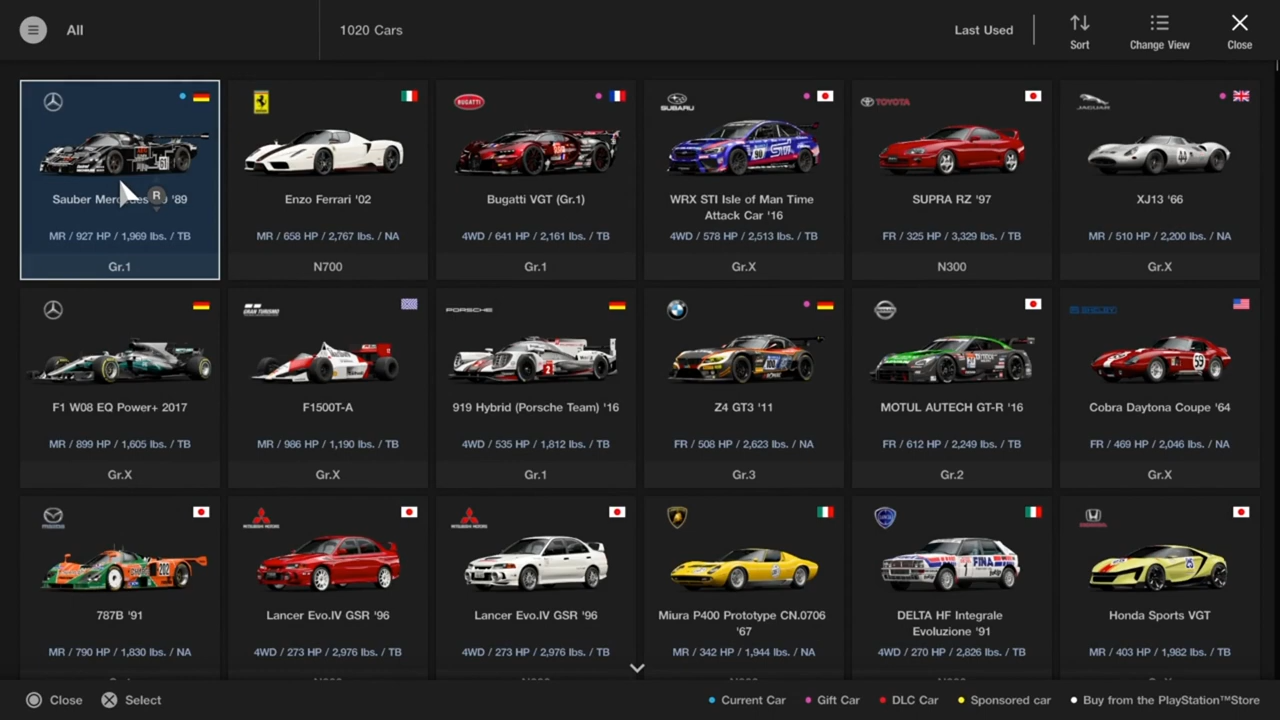 All
1020 Cars
Last Used
Sort
Change View
Close
BUGATTI
SUBARU
TOYOTA
JAGUAR
R
Enzo Ferrari '02
Sauber Mer
'89
Bugatti VGT (Gr.1)
WRX STI Isle of Man Time
Attack Car '16
SUPRA RZ '97
XJ13 '66
MR / 927 HP / 1,969 lbs. / TB
MR / 658 HP / 2,767 lbs. / NA
4WD / 641 HP / 2,161 lbs. / TB
4WD / 578 HP / 2,513 lbs. / TB
FR / 325 HP / 3,329 lbs. / TB
MR / 510 HP / 2,200 lbs. / NA
Gr.1
N700
Gr.1
Gr.X
N300
Gr.X
GRAN TURISMO
PORSCHE
F1 W08 EQ Power+ 2017
F1500T-A
919 Hybrid (Porsche Team) '16
Z4 GT3 '11
MOTUL AUTECH GT-R '16
Cobra Daytona Coupe '64
MR / 899 HP / 1,605 lbs. / TB
MR / 986 HP / 1,190 lbs. / TB
4WD / 535 HP / 1,812 lbs. / TB
FR / 508 HP / 2,623 lbs. / NA
FR / 612 HP / 2,249 lbs. / TB
FR / 469 HP / 2,046 lbs. / NA
Gr.X
Gr.X
Gr.1
Gr.3
Gr.2
Gr.X
787B '91
Lancer Evo.IV GSR '96
Lancer Evo.IV GSR '96
Miura P400 Prototype CN.0706
'67
DELTA HF Integrale
Evoluzione '91
Honda Sports VGT
MR / 790 HP / 1,830 lbs. / NA
4WD / 273 HP / 2,976 lbs. / TB
4WD / 273 HP / 2,976 lbs. / TB
MR / 342 HP / 1,944 lbs. / NA
4WD / 270 HP / 2,826 lbs. / TB
MR / 403 HP / 1,982 lbs. / TB
Close
Select
Current Car
Gift Car
DLC Car
Sponsored car
Buy from the PlayStation™Store